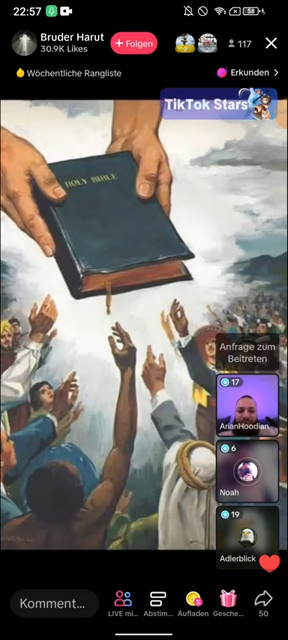 22:57
58
Bruder Harut
30.9K Likes
+ Folgen
117
Wöchentliche Rangliste
Erkunden
TikTok Stars
HOLY BIBLE
Anfrage zum
Beitreten
17
ArianHoodian
6
Noah
19
Adlerblick
Komment...
LIVE mi...
Abstim...
Aufladen
Gesche...
50